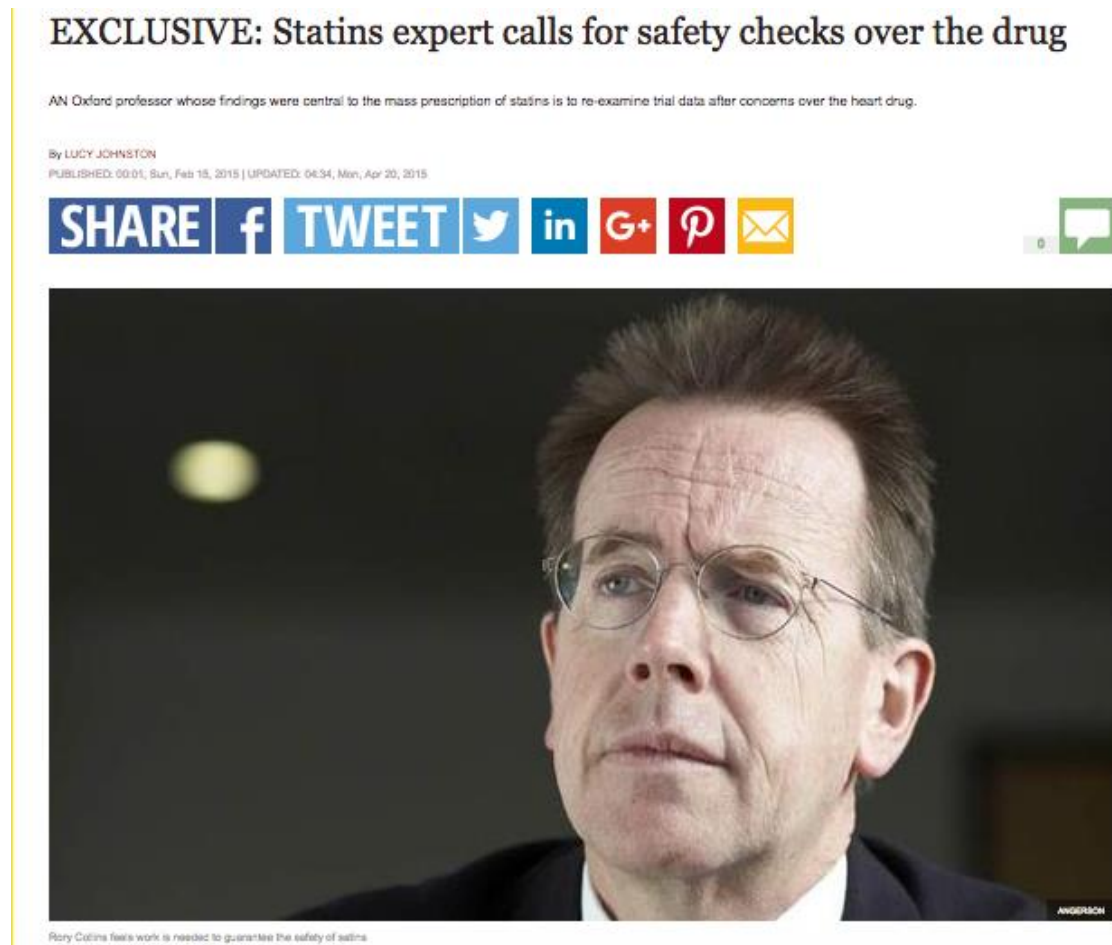 EXCLUSIVE: Statins expert calls for safety checks over the drug
AN Oxford professor whose findings were central to the mass prescription of statins is to re-examine trial data after concerns over the heart drug.
By LUCY JOHNSTON
PUBLISHED: 00:01, Sun, Feb 15, 2015 | UPDATED: 04:34, Mon, Apr 20, 2015
SHARE f TWEET in G+ 0
ANGERSON
Rory Collins feels work is needed to guarantee the safety of satins